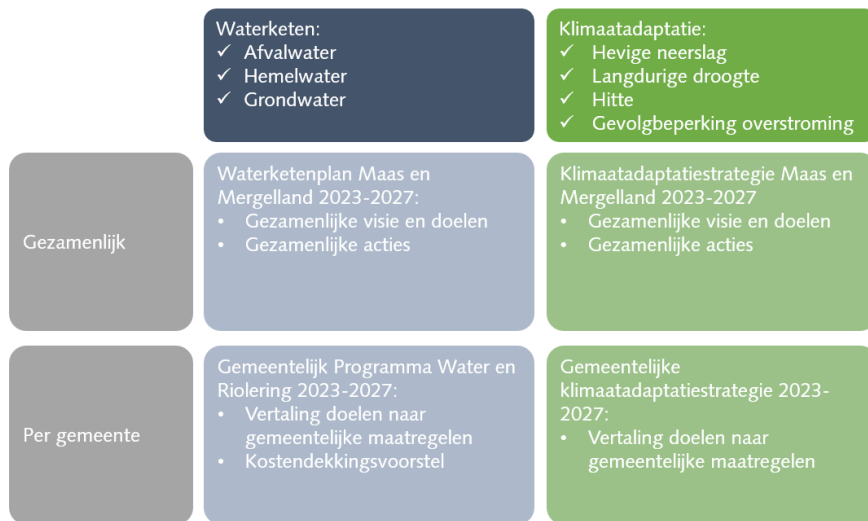 Waterketen:
✓ Afvalwater
✓ Hemelwater
✓ Grondwater
Klimaatadaptatie:
✓ Hevige neerslag
✓ Langdurige droogte
✓ Hitte
✓ Gevolgbeperking overstroming
Gezamenlijk
Waterketenplan Maas en
Mergelland 2023-2027:
• Gezamenlijke visie en doelen
• Gezamenlijke acties
Klimaatadaptatiestrategie Maas en
Mergelland 2023-2027
• Gezamenlijke visie en doelen
• Gezamenlijke acties
Per gemeente
Gemeentelijk Programma Water en
Riolering 2023-2027:
• Vertaling doelen naar
gemeentelijke maatregelen
• Kostendekkingsvoorstel
Gemeentelijke
klimaatadaptatiestrategie 2023-
2027:
• Vertaling doelen naar
gemeentelijke maatregelen